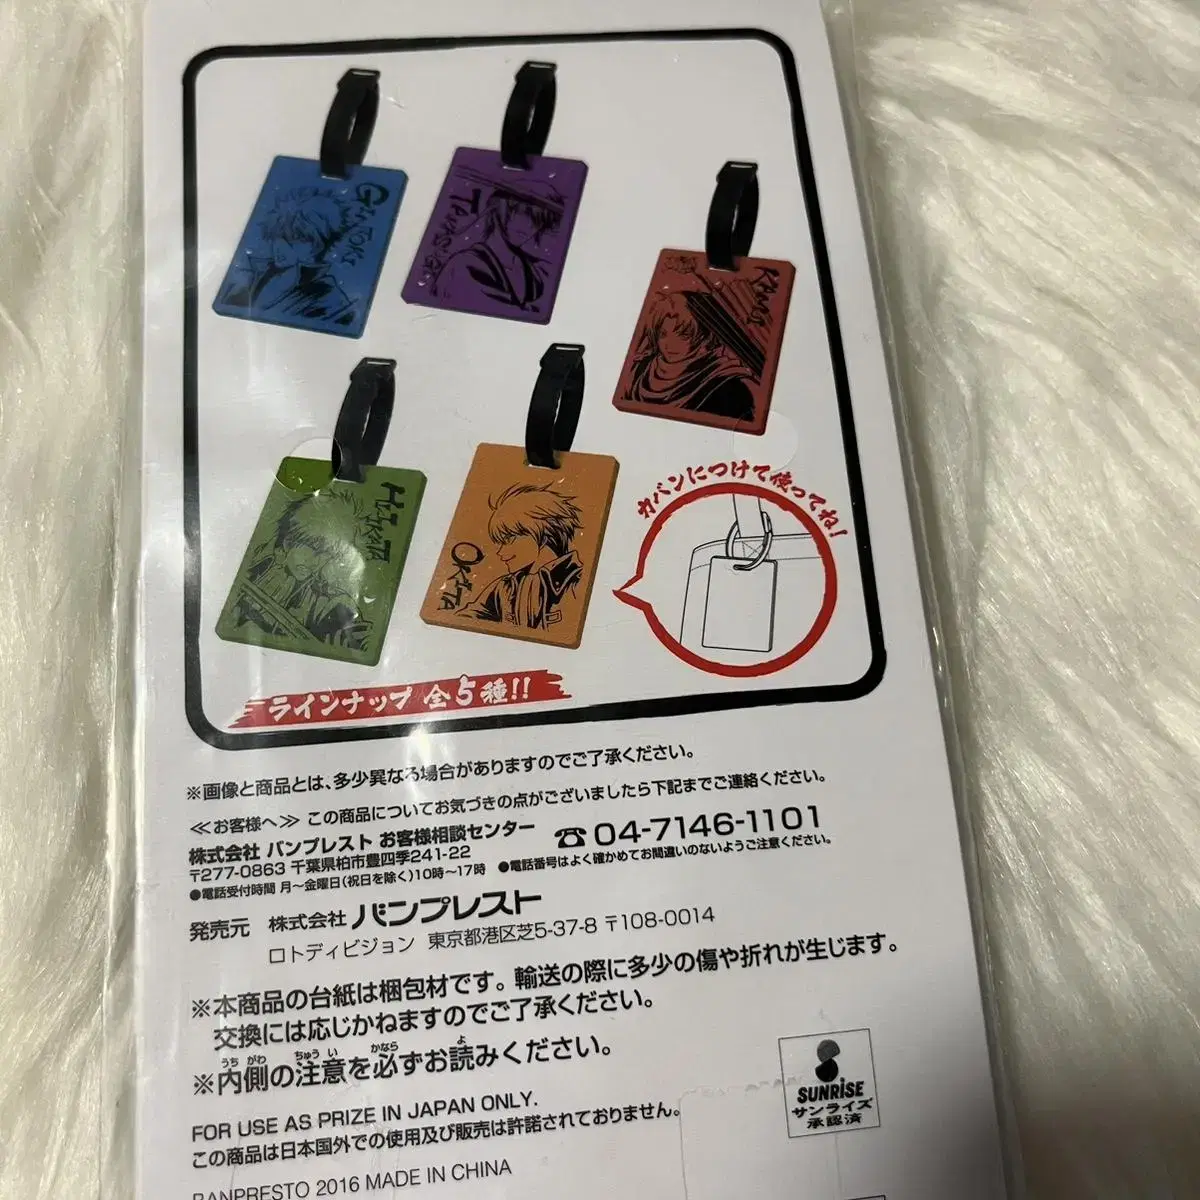 GINTOKI
TAKASUGI
KAMUI
HIJIKATA
OKITA
カバンにつけて使ってね!
ラインナップ 全5種!!
※画像と商品とは、多少異なる場合がありますのでご了承ください。
≪お客様へ≫ この商品についてお気づきの点がございましたら下記までご連絡ください。
株式会社 バンプレスト お客様相談センター
☎04-7146-1101
〒277-0863 千葉県柏市豊四季241-22
●電話受付時間 月～金曜日(祝日を除く)10時～17時 ●電話番号はよく確かめてお間違いのないようご注意ください。
発売元 株式会社 バンプレスト
ロトディビジョン 東京都港区芝5-37-8 〒108-0014
※本商品の台紙は梱包材です。輸送の際に多少の傷や折れが生じます。
交換には応じかねますのでご了承ください。
うちがわ ちゅうい かなら よ
※内側の注意を必ずお読みください。
FOR USE AS PRIZE IN JAPAN ONLY.
この商品は日本国外での使用及び販売は許諾されておりません。
BANPRESTO 2016 MADE IN CHINA
SUNRISE
サンライズ
承認済